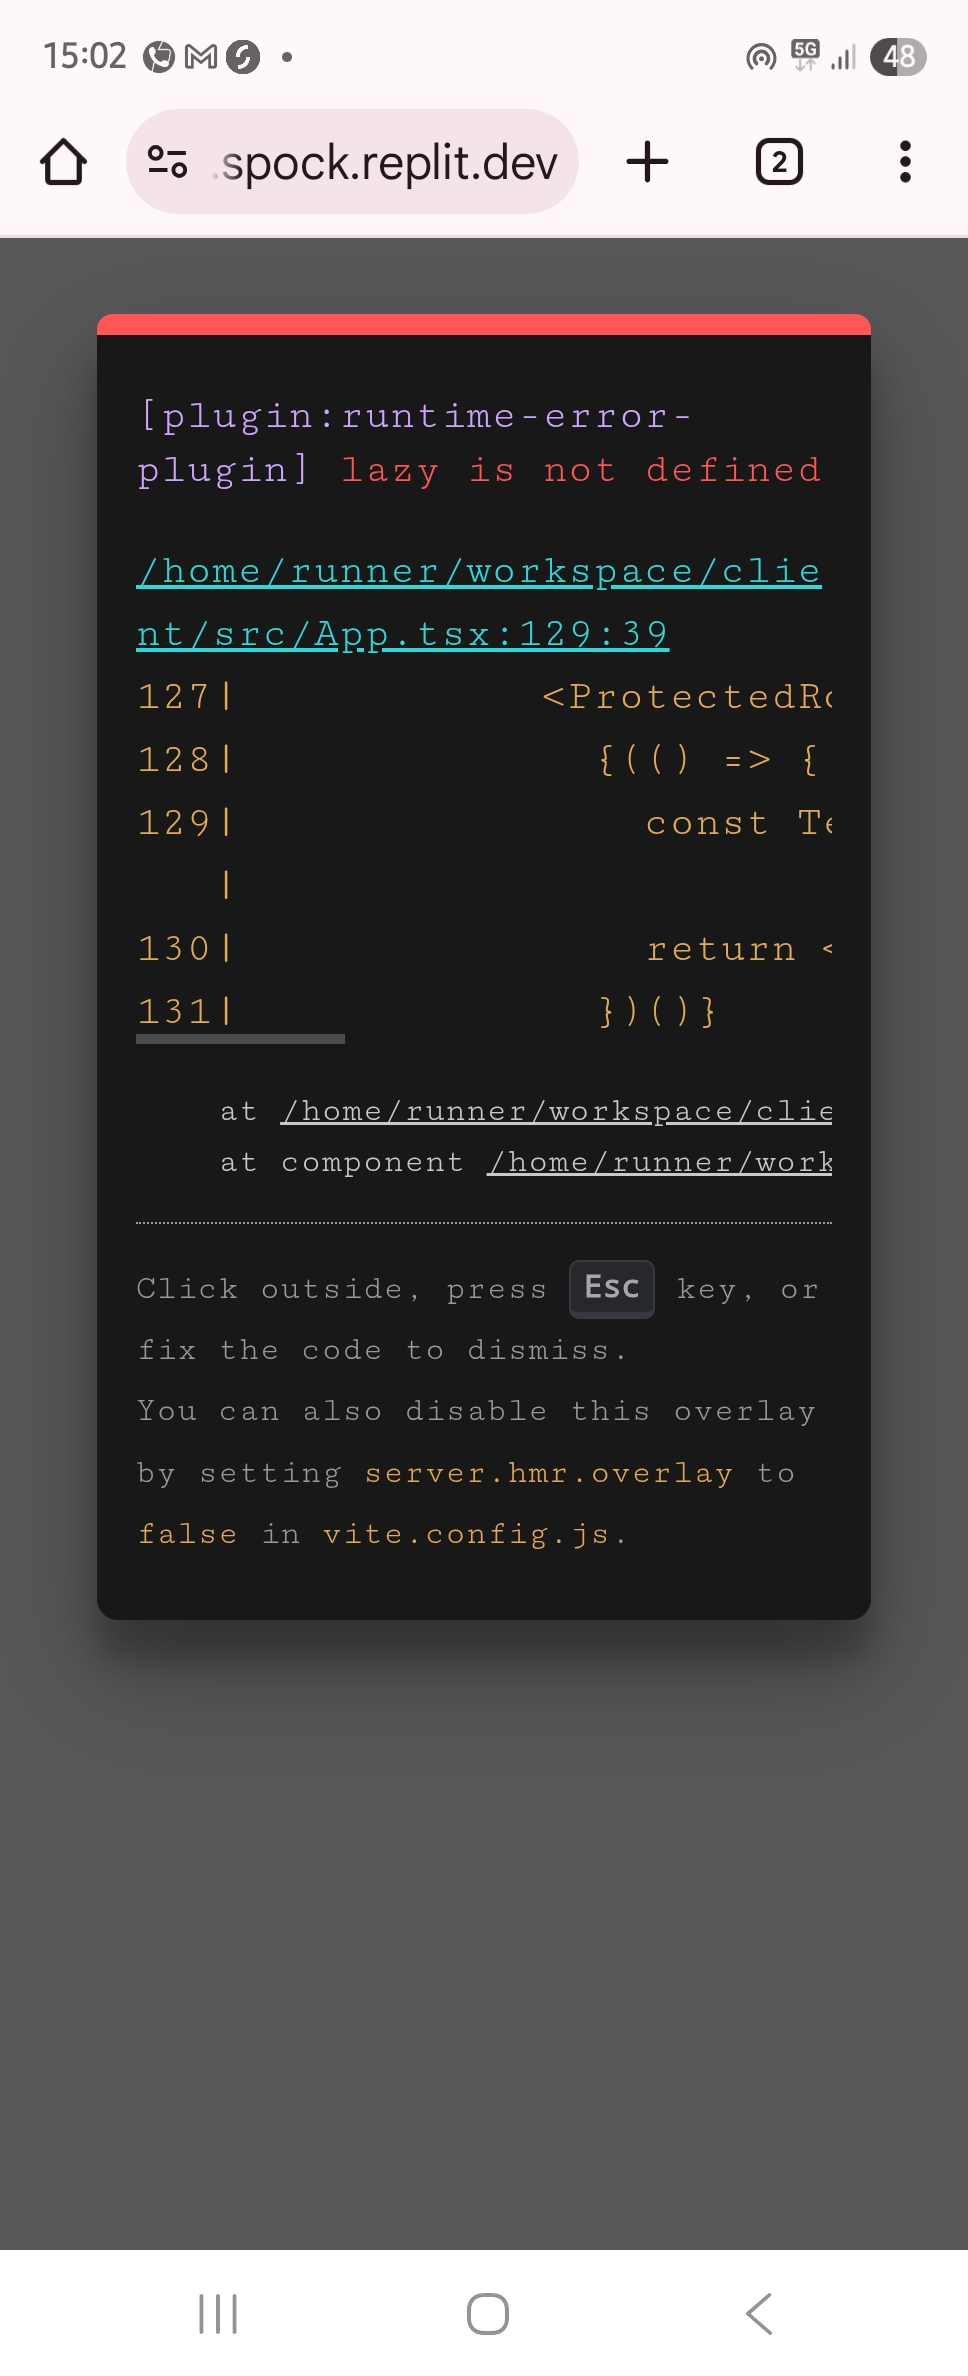 15:02
5G
48
.spock.replit.dev
2
[plugin:runtime-error-
plugin] lazy is not defined
/home/runner/workspace/clie
nt/src/App.tsx:129:39
127|             <ProtectedRo
128|               {(() => {
129|                 const Te
|
130|                 return <
131|               })()}
at /home/runner/workspace/clie
at component /home/runner/work
Click outside, press Esc key, or
fix the code to dismiss.
You can also disable this overlay
by setting server.hmr.overlay to
false in vite.config.js.